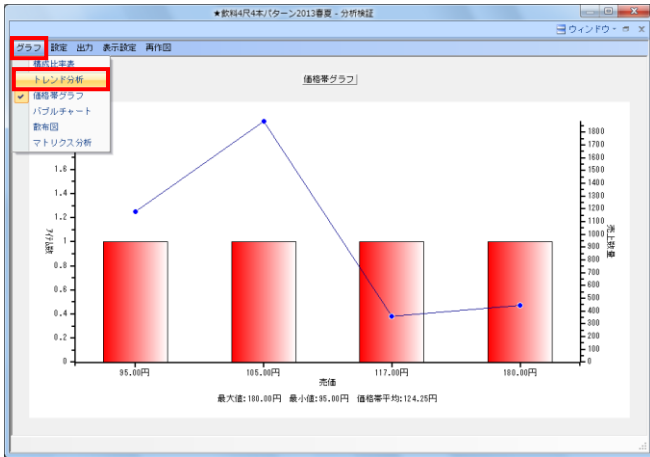 ★飲料4尺4本パターン2013春夏 - 分析検証
ウィンドウ
グラフ 設定 出力 表示設定 再作図
構成比率表
トレンド分析
価格帯グラフ
バブルチャート
散布図
マトリクス分析
価格帯グラフ
1.6
1.4
1.2
1
0.8
0.6
0.4
0.2
0
アイテム数
1800
1700
1600
1500
1400
1300
1200
1100
1000
900
800
700
600
500
400
300
200
100
0
売上数量
95.00円 105.00円 117.00円 180.00円
売価
最大値:180.00円 最小値:95.00円 価格帯平均:124.25円